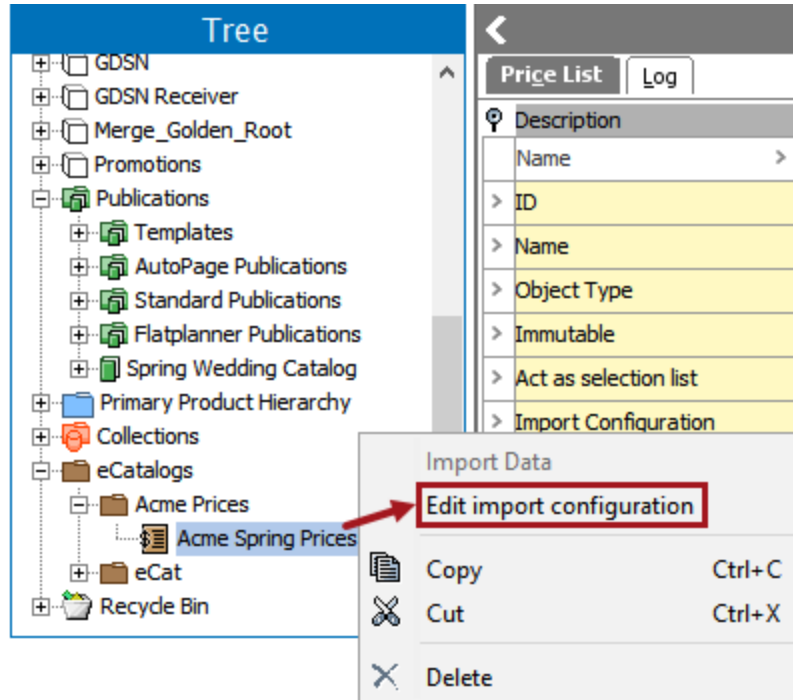 Tree
GDSN
GDSN Receiver
Merge_Golden_Root
Promotions
Publications
Templates
AutoPage Publications
Standard Publications
Flatplanner Publications
Spring Wedding Catalog
Primary Product Hierarchy
Collections
eCatalogs
Acme Prices
Acme Spring Prices
eCat
Recycle Bin
Price List
Log
Description
Name
ID
Name
Object Type
Immutable
Act as selection list
Import Configuration
Import Data
Edit import configuration
Copy Ctrl+C
Cut Ctrl+X
Delete